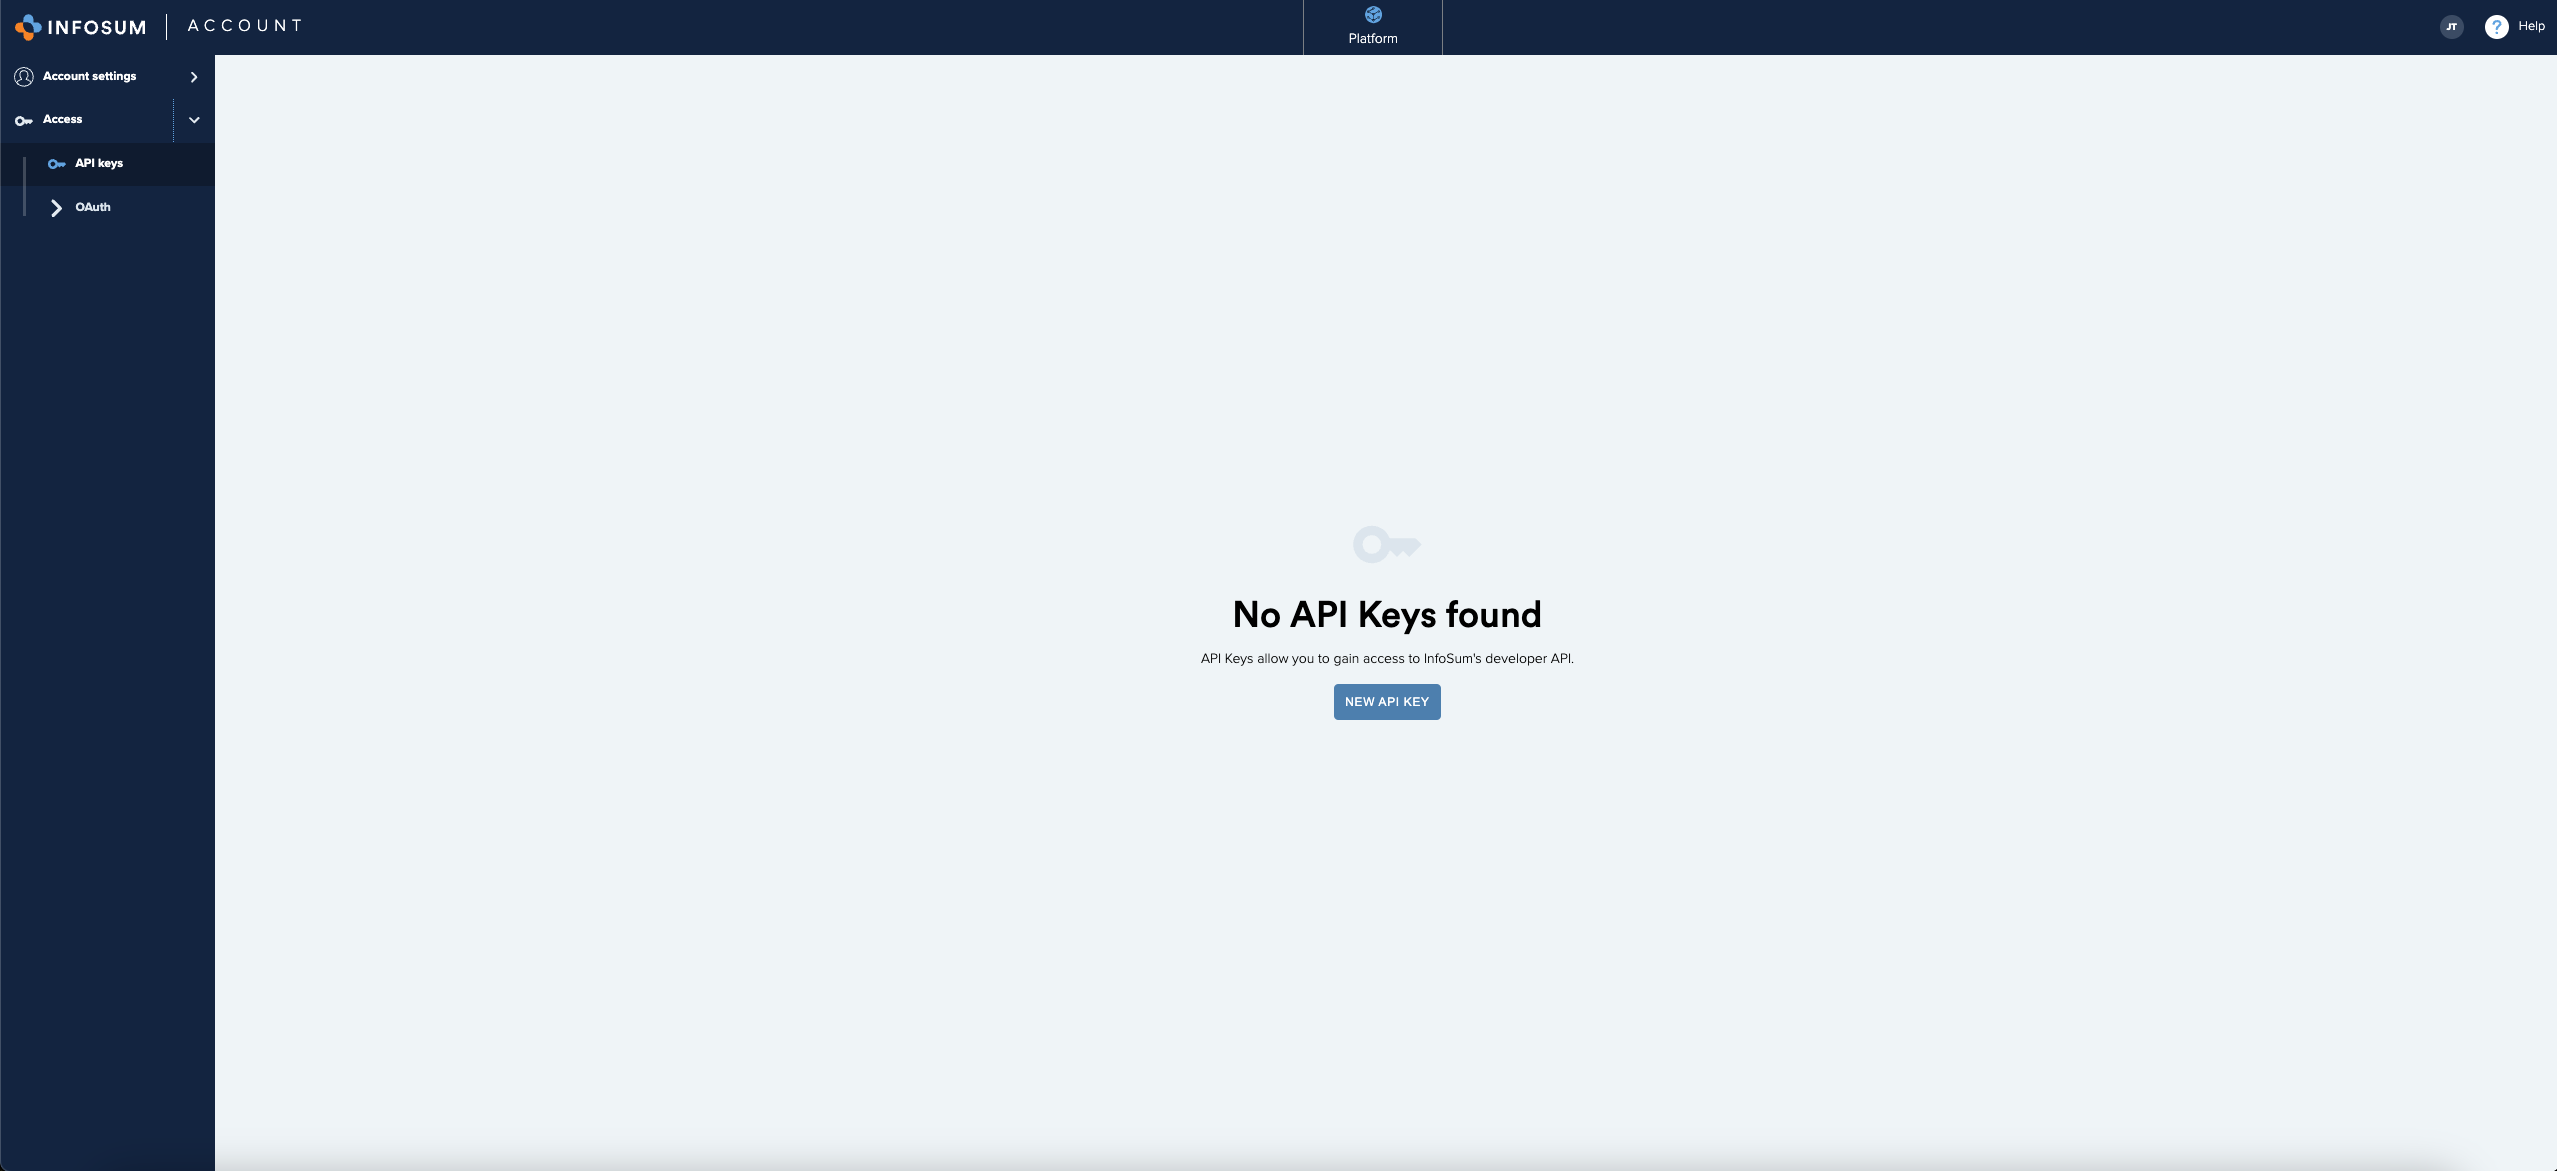 INFOSUM
ACCOUNT
Platform
JT
? Help
Account settings
Access
API keys
OAuth
No API Keys found
API Keys allow you to gain access to InfoSum's developer API.
NEW API KEY